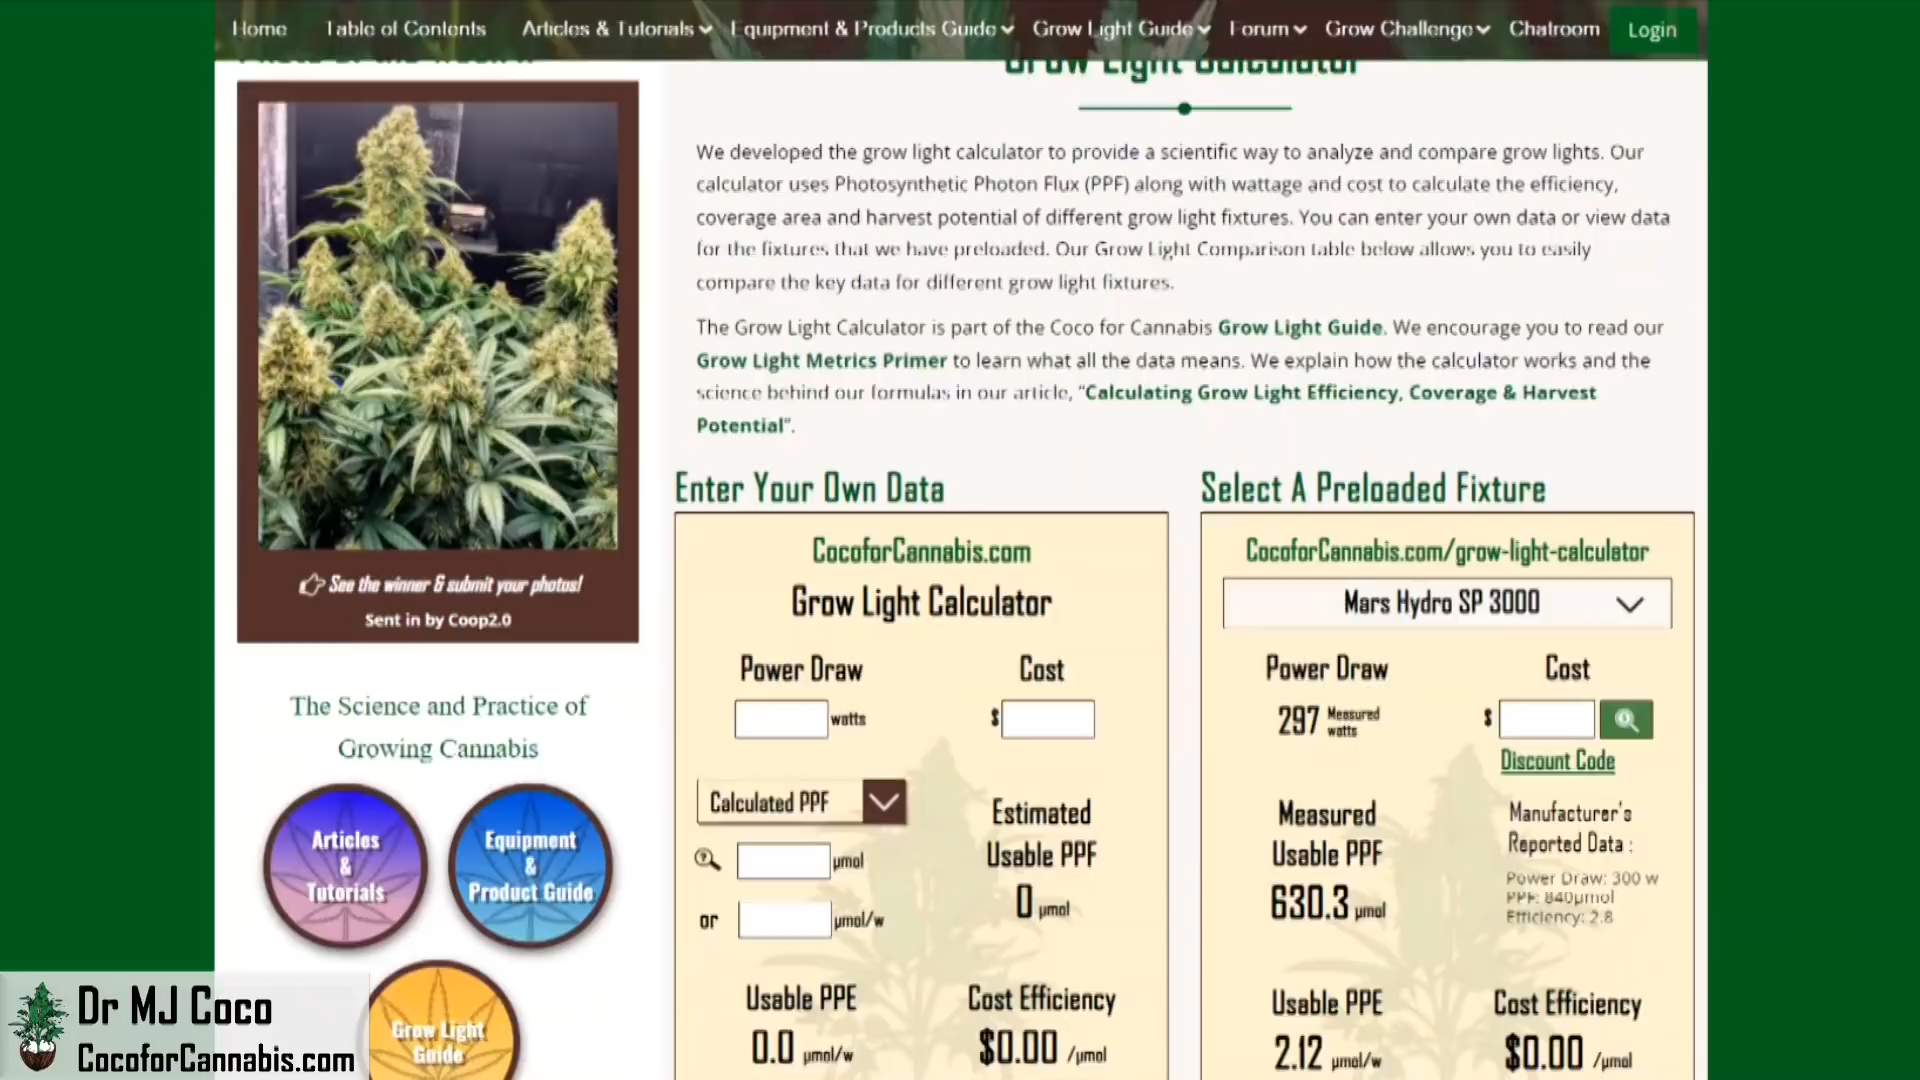 Home Table of Contents Articles & Tutorials Equipment & Products Guide Grow Light Guide Forum Grow Challenge Chatroom Login
Grow Light Calculator
We developed the grow light calculator to provide a scientific way to analyze and compare grow lights. Our
calculator uses Photosynthetic Photon Flux (PPF) along with wattage and cost to calculate the efficiency,
coverage area and harvest potential of different grow light fixtures. You can enter your own data or view data
for the fixtures that we have preloaded. Our Grow Light Comparison table below allows you to easily
compare the key data for different grow light fixtures.
The Grow Light Calculator is part of the Coco for Cannabis Grow Light Guide. We encourage you to read our
Grow Light Metrics Primer to learn what all the data means. We explain how the calculator works and the
science behind our formulas in our article, “Calculating Grow Light Efficiency, Coverage & Harvest
Potential”.
See the winner & submit your photos!
Sent in by Coop2.0
The Science and Practice of
Growing Cannabis
Articles
&
Tutorials
Equipment
&
Product Guide
Grow Light
Guide
Enter Your Own Data
CocoforCannabis.com
Grow Light Calculator
Power Draw Cost
watts $
Calculated PPF
Estimated
Usable PPF
µmol
0 µmol
or µmol/w
Usable PPE Cost Efficiency
0.0 µmol/w $0.00 /µmol
Select A Preloaded Fixture
CocoforCannabis.com/grow-light-calculator
Mars Hydro SP 3000
Power Draw Cost
297 Measured watts $
Discount Code
Measured
Usable PPF
630.3 µmol
Manufacturer's
Reported Data :
Power Draw: 300 w
PPF: 840µmol
Efficiency: 2.8
Usable PPE Cost Efficiency
2.12 µmol/w $0.00 /µmol
Dr MJ Coco
CocoforCannabis.com